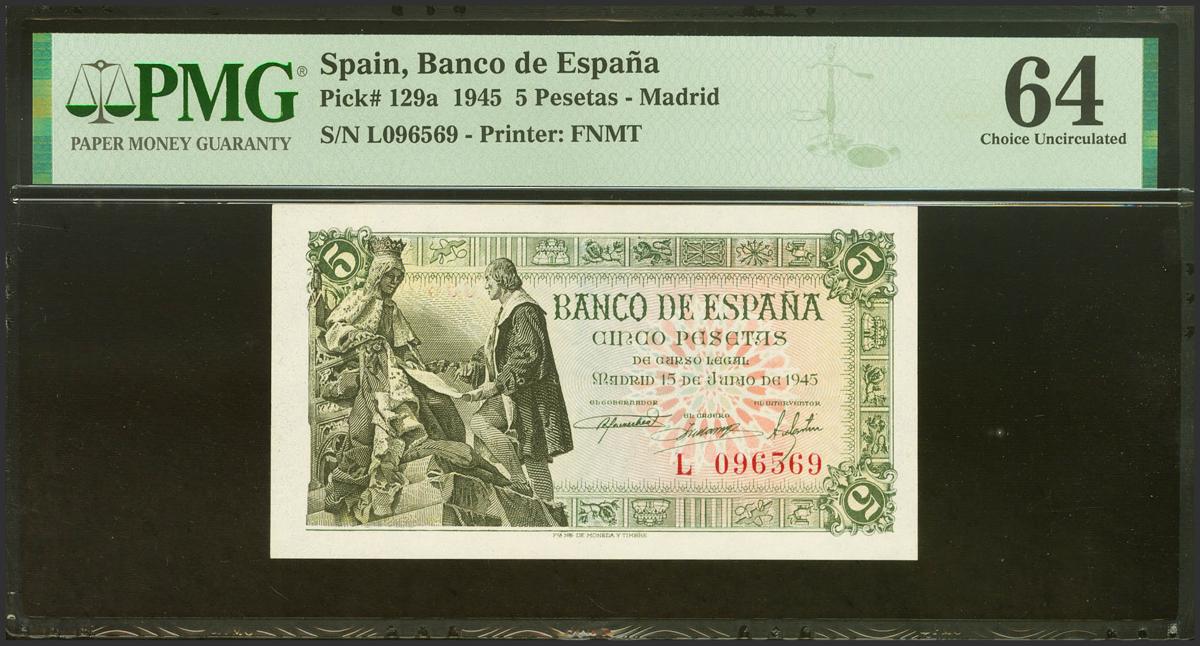 PMG®
PAPER MONEY GUARANTY
Spain, Banco de España
Pick# 129a 1945 5 Pesetas - Madrid
S/N L096569 - Printer: FNMT
64
Choice Uncirculated
5
5
BANCO DE ESPAÑA
CINCO PESETAS
DE CURSO LEGAL
MADRID 15 DE JUNIO DE 1945
EL GOBERNADOR
EL INTERVENTOR
EL CAJERO
L 096569
5
DE MONEDA Y TIMBRE